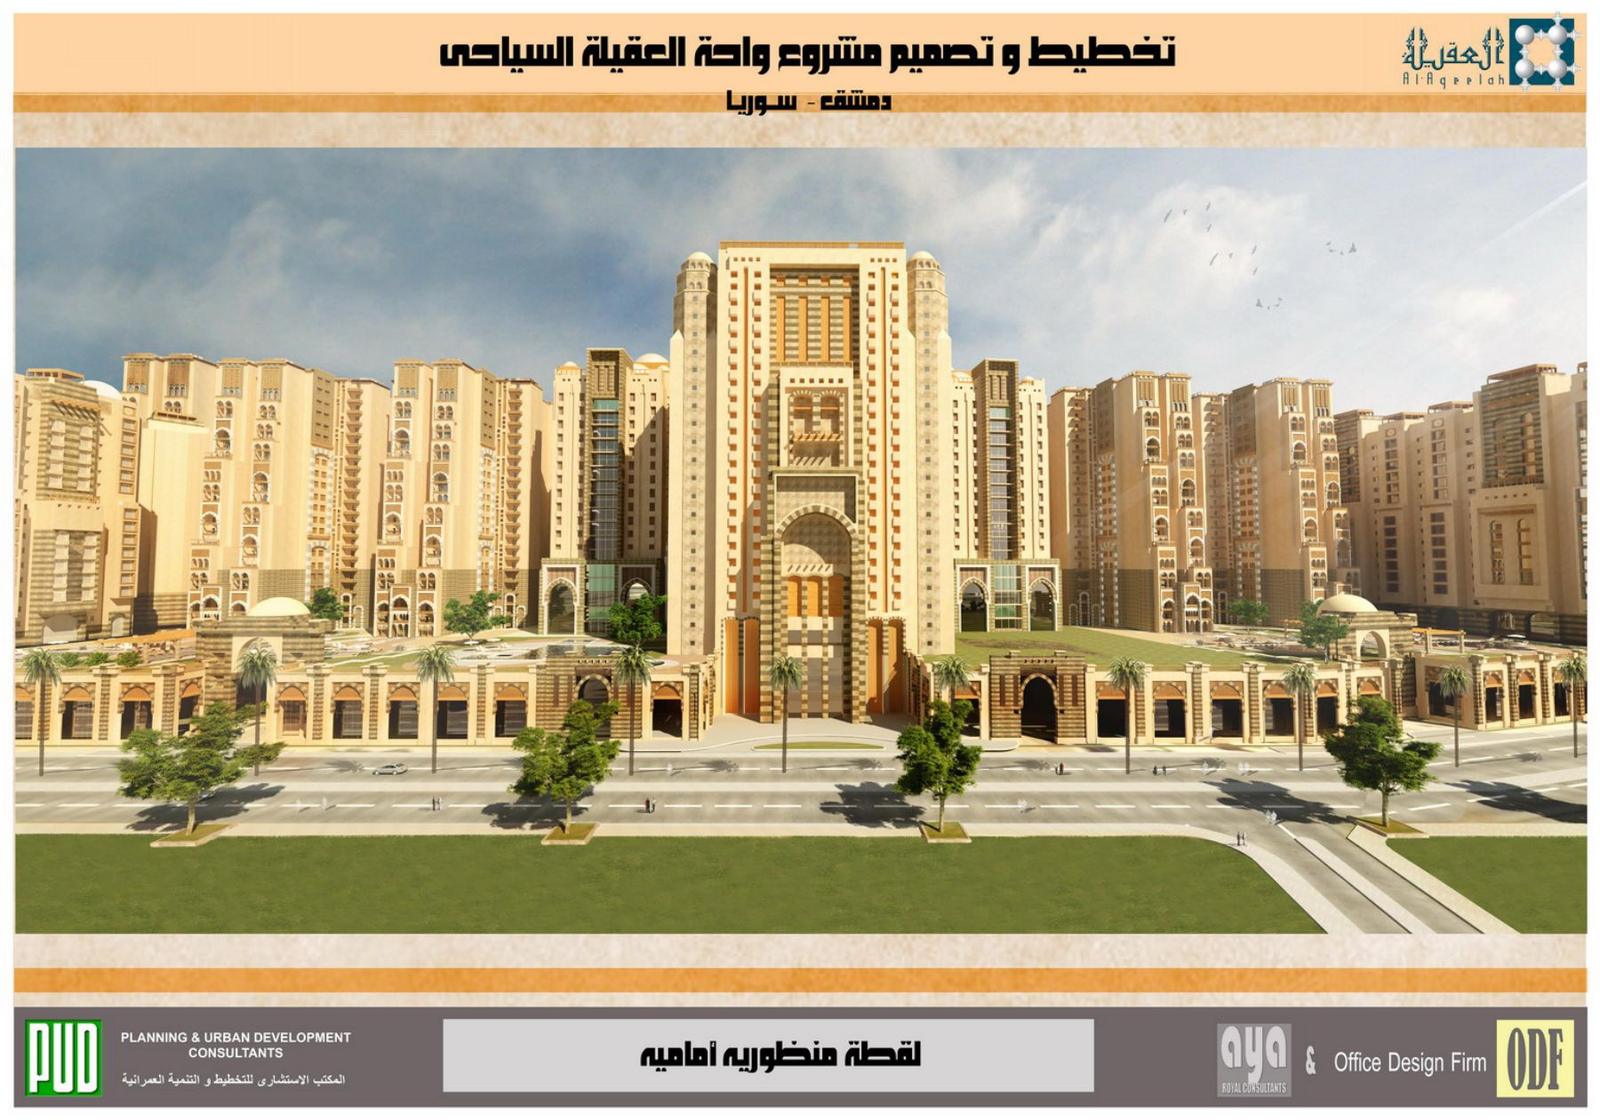 تخطيط و تصميم مشروع واحة العقيلة السياحى
العقيلة
Al-Aqeelah
دمشق - سوريا
PUD
PLANNING & URBAN DEVELOPMENT
CONSULTANTS
المكتب الاستشارى للتخطيط و التنمية العمرانية
لقطة منظوريه أماميه
aya
ROYAL CONSULTANTS
& Office Design Firm
ODF